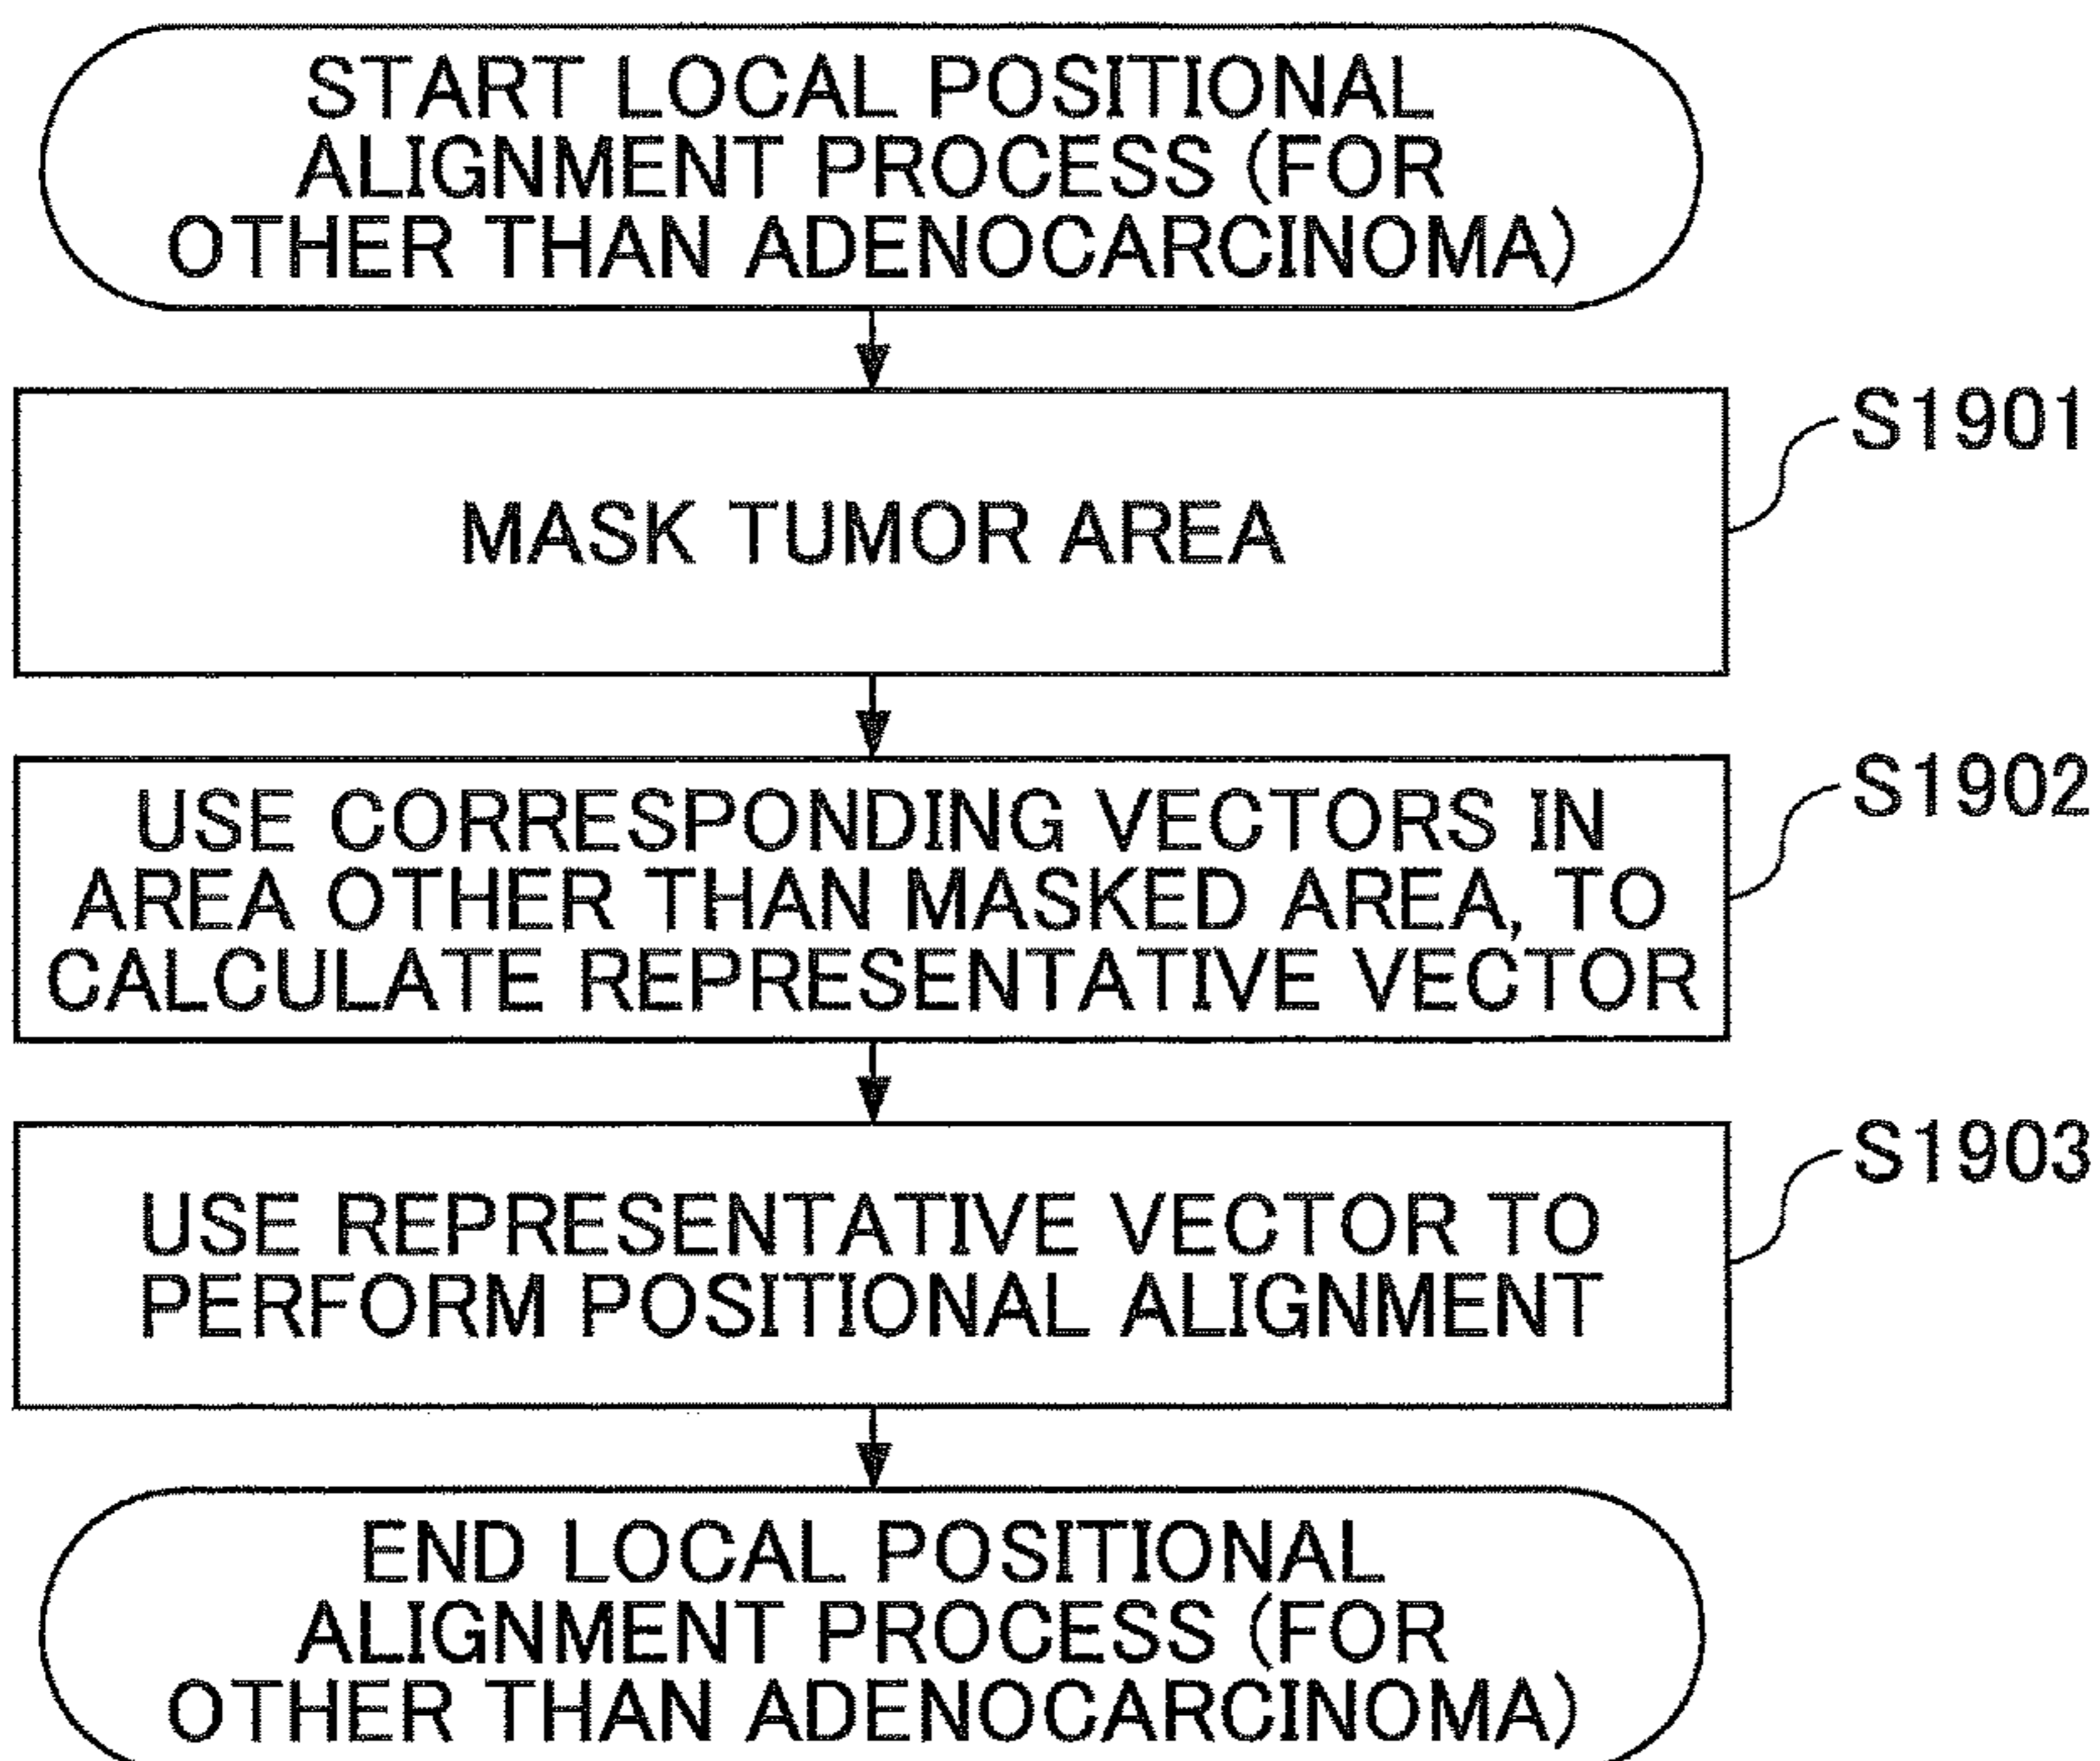 START LOCAL POSITIONAL
ALIGNMENT PROCESS (FOR
OTHER THAN ADENOCARCINOMA)
S1901
MASK TUMOR AREA
S1902
USE CORRESPONDING VECTORS IN
AREA OTHER THAN MASKED AREA, TO
CALCULATE REPRESENTATIVE VECTOR
S1903
USE REPRESENTATIVE VECTOR TO
PERFORM POSITIONAL ALIGNMENT
END LOCAL POSITIONAL
ALIGNMENT PROCESS (FOR
OTHER THAN ADENOCARCINOMA)